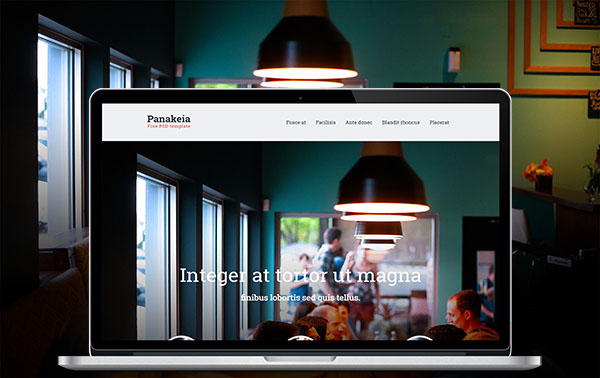 Panakeia
Free PSD template
Fusce at Facilisis Ante donec Blandit rhoncus Placerat
Integer at tortor ut magna
finibus lobortis sed quis tellus.